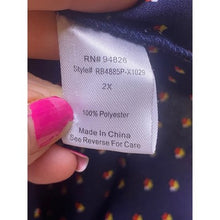 RN# 94826
Style# RB4885P-X1029
2X
100% Polyester
Made In China
See Reverse For Care